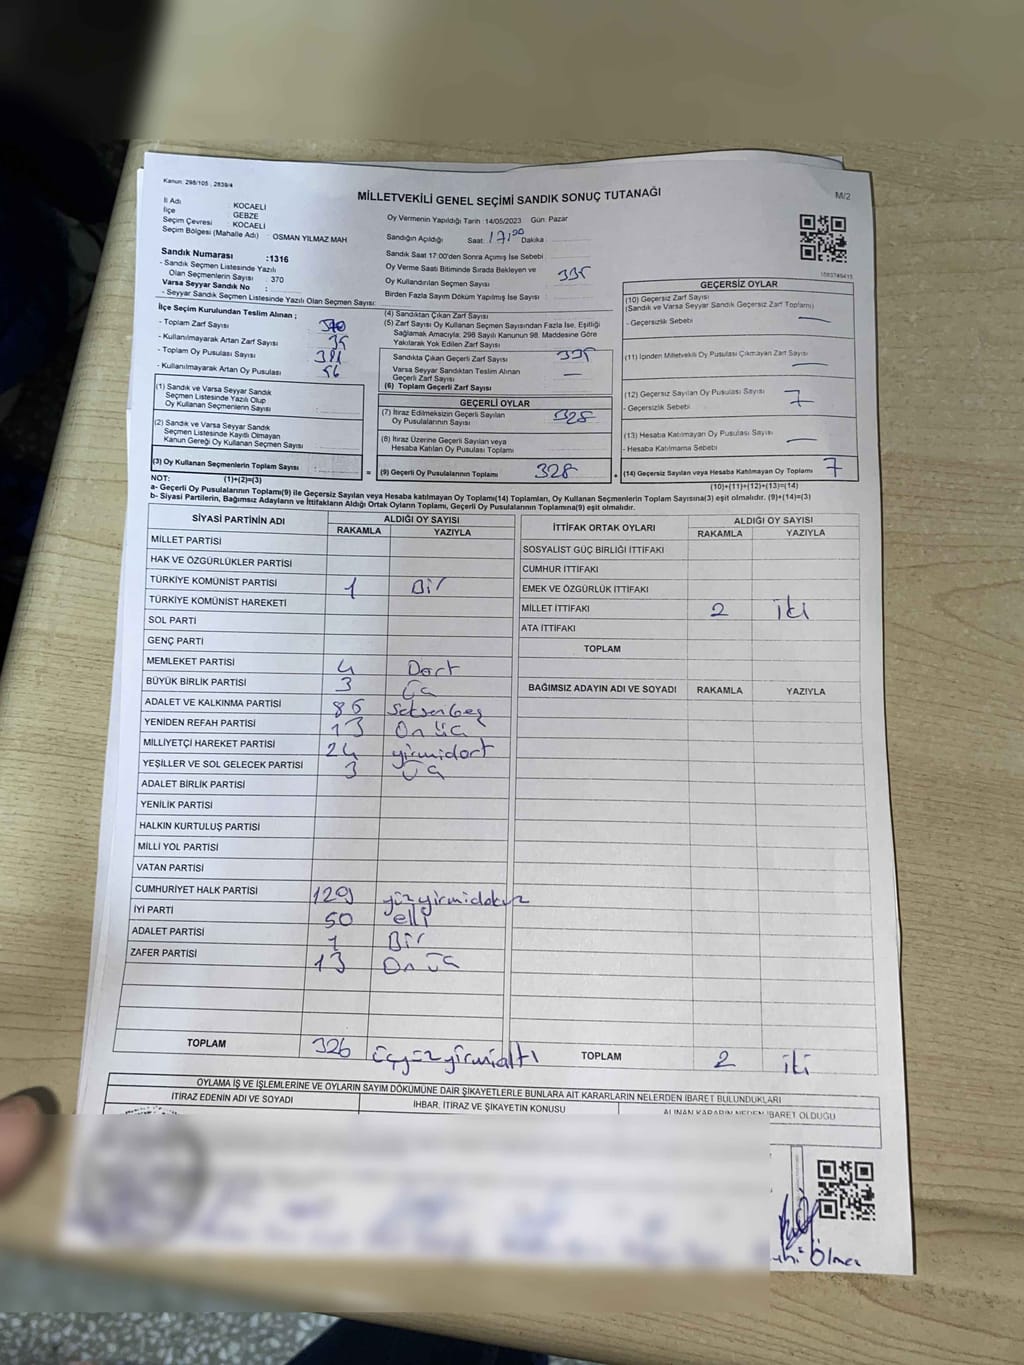 Kanun: 298/105 , 2839/4
MİLLETVEKİLİ GENEL SEÇİMİ SANDIK SONUÇ TUTANAĞI
M/2
İl Adı : KOCAELİ
İlçe : GEBZE
Seçim Çevresi : KOCAELİ
Seçim Bölgesi (Mahalle Adı) : OSMAN YILMAZ MAH
Sandık Numarası :1316
- Sandık Seçmen Listesinde Yazılı
Olan Seçmenlerin Sayısı : 370
Varsa Seyyar Sandık No :
- Seyyar Sandık Seçmen Listesinde Yazılı Olan Seçmen Sayısı:
Oy Vermenin Yapıldığı Tarih :14/05/2023 Gün: Pazar
Sandığın Açıldığı Saat: 17:00 Dakika :
Sandık Saat 17:00'den Sonra Açımış İse Sebebi
Oy Verme Saati Bitiminde Sırada Bekleyen ve
Oy Kullandırılan Seçmen Sayısı 335
Birden Fazla Sayım Döküm Yapılmış İse Sayısı :
İlçe Seçim Kurulundan Teslim Alınan ;
- Toplam Zarf Sayısı : 370
- Kullanılmayarak Artan Zarf Sayısı : 35
- Toplam Oy Pusulası Sayısı :
- Kullanılmayarak Artan Oy Pusulası :
(1) Sandık ve Varsa Seyyar Sandık
Seçmen Listesinde Yazılı Olup
Oy Kullanan Seçmenlerin Sayısı
(2) Sandık ve Varsa Seyyar Sandık
Seçmen Listesinde Kayıtlı Olmayan
Kanun Gereği Oy Kullanan Seçmen Sayısı
(3) Oy Kullanan Seçmenlerin Toplam Sayısı
(4) Sandıktan Çıkan Zarf Sayısı
(5) Zarf Sayısı Oy Kullanan Seçmen Sayısından Fazla İse, Eşitliği
Sağlamak Amacıyla; 298 Sayılı Kanunun 98. Maddesine Göre
Yakılarak Yok Edilen Zarf Sayısı
Sandıkta Çıkan Geçerli Zarf Sayısı 335
Varsa Seyyar Sandıktan Teslim Alınan
Geçerli Zarf Sayısı —
(6) Toplam Geçerli Zarf Sayısı
GEÇERLİ OYLAR
(7) İtiraz Edilmeksizin Geçerli Sayılan
Oy Pusulalarının Sayısı 328
(8) İtiraz Üzerine Geçerli Sayılan veya
Hesaba Katılan Oy Pusulası Toplamı
= (9) Geçerli Oy Pusulalarının Toplamı 328
GEÇERSİZ OYLAR
(10) Geçersiz Zarf Sayısı
(Sandık ve Varsa Seyyar Sandık Geçersiz Zarf Toplamı)
- Geçersizlik Sebebi —
(11) İçinden Milletvekili Oy Pusulası Çıkmayan Zarf Sayısı —
(12) Geçersiz Sayılan Oy Pusulası Sayısı 7
- Geçersizlik Sebebi
(13) Hesaba Katılmayan Oy Pusulası Sayısı —
- Hesaba Katılmama Sebebi
+ (14) Geçersiz Sayılan veya Hesaba Katılmayan Oy Toplamı 7
NOT: (1)+(2)=(3)
(10)+(11)+(12)+(13)=(14)
a- Geçerli Oy Pusulalarının Toplamı(9) ile Geçersiz Sayılan veya Hesaba katılmayan Oy Toplamı(14) Toplamları, Oy Kullanan Seçmenlerin Toplam Sayısına(3) eşit olmalıdır. (9)+(14)=(3)
b- Siyasi Partilerin, Bağımsız Adayların ve İttifakların Aldığı Ortak Oyların Toplamı, Geçerli Oy Pusulalarının Toplamına(9) eşit olmalıdır.
SİYASİ PARTİNİN ADI ALDIĞI OY SAYISI
RAKAMLA YAZIYLA
MİLLET PARTİSİ
HAK VE ÖZGÜRLÜKLER PARTİSİ
TÜRKİYE KOMÜNİST PARTİSİ 1 Bir
TÜRKİYE KOMÜNİST HAREKETİ
SOL PARTİ
GENÇ PARTİ
MEMLEKET PARTİSİ 4 Dört
BÜYÜK BİRLİK PARTİSİ 3 Üç
ADALET VE KALKINMA PARTİSİ 85 Seksenbeş
YENİDEN REFAH PARTİSİ 13 On üç
MİLLİYETÇİ HAREKET PARTİSİ 24 yirmidört
YEŞİLLER VE SOL GELECEK PARTİSİ 3 Üç
ADALET BİRLİK PARTİSİ
YENİLİK PARTİSİ
HALKIN KURTULUŞ PARTİSİ
MİLLİ YOL PARTİSİ
VATAN PARTİSİ
CUMHURİYET HALK PARTİSİ 129 yüzyirmidokuz
İYİ PARTİ 50 elli
ADALET PARTİSİ 1 Bir
ZAFER PARTİSİ 13 On üç
TOPLAM 326 üçyüzyirmialtı
İTTİFAK ORTAK OYLARI ALDIĞI OY SAYISI
RAKAMLA YAZIYLA
SOSYALİST GÜÇ BİRLİĞİ İTTİFAKI
CUMHUR İTTİFAKI
EMEK VE ÖZGÜRLÜK İTTİFAKI
MİLLET İTTİFAKI 2 iki
ATA İTTİFAKI
TOPLAM
BAĞIMSIZ ADAYIN ADI VE SOYADI RAKAMLA YAZIYLA
TOPLAM 2 iki
OYLAMA İŞ VE İŞLEMLERİNE VE OYLARIN SAYIM DÖKÜMÜNE DAİR ŞİKAYETLERLE BUNLARA AİT KARARLARIN NELERDEN İBARET BULUNDUKLARI
İTİRAZ EDENİN ADI VE SOYADI İHBAR, İTİRAZ VE ŞİKAYETİN KONUSU ALINAN KARARIN NEDEN İBARET OLDUĞU